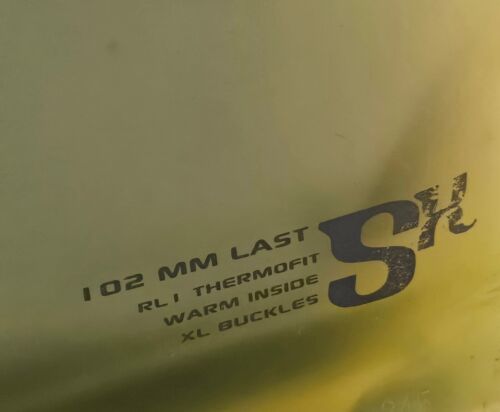 102 MM LAST
RL1 THERMOFIT
WARM INSIDE
XL BUCKLES
SK